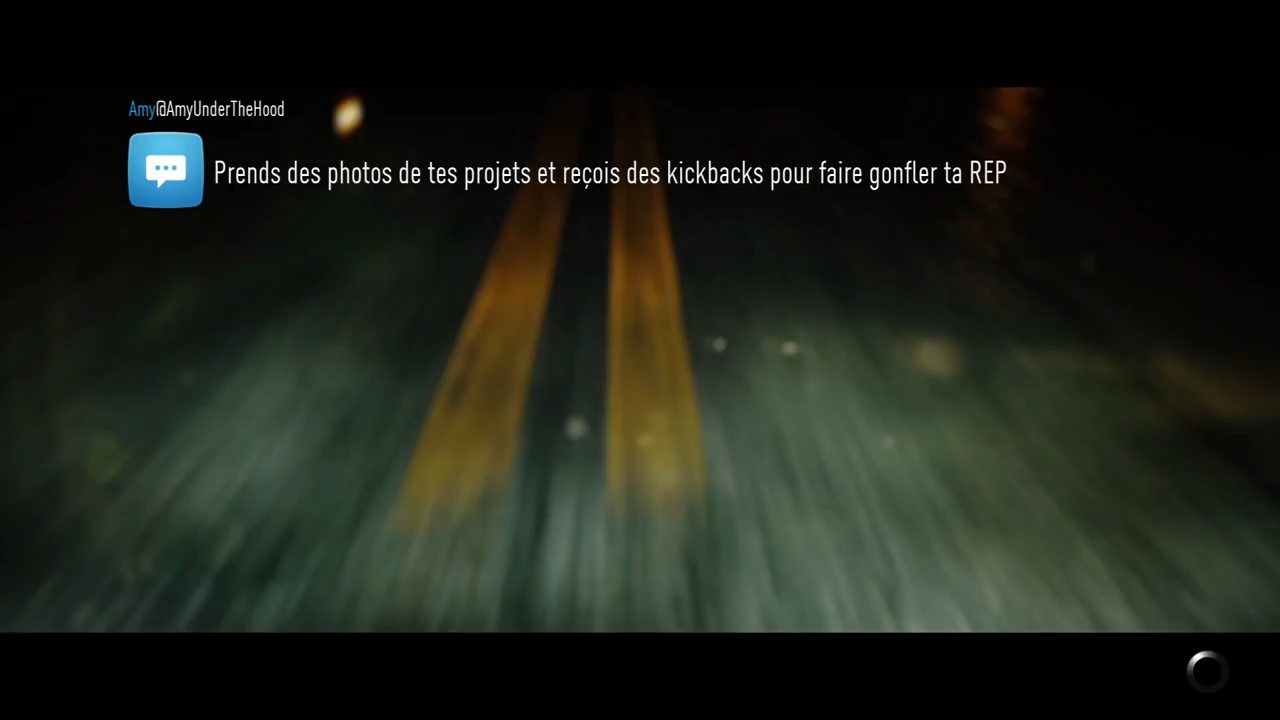 Amy@AmyUnderTheHood
Prends des photos de tes projets et reçois des kickbacks pour faire gonfler ta REP